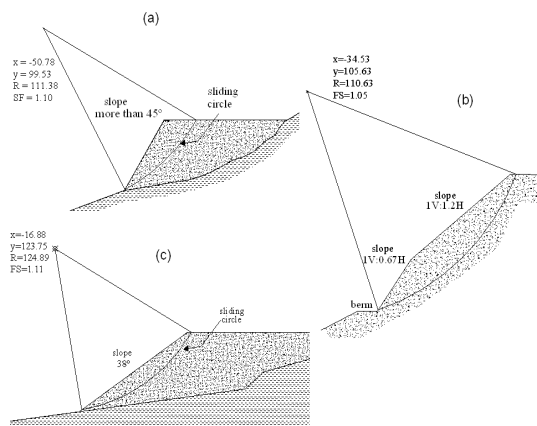 (a)
x = -50.78
y = 99.53
R = 111.38
SF = 1.10
slope
more than 45°
sliding
circle
x=-34.53
y=105.63
R=110.63
FS=1.05
(b)
slope
1V:1.2H
slope
1V:0.67H
berm
x=-16.88
y=123.75
R=124.89
FS=1.11
(c)
slope
38°
sliding
circle